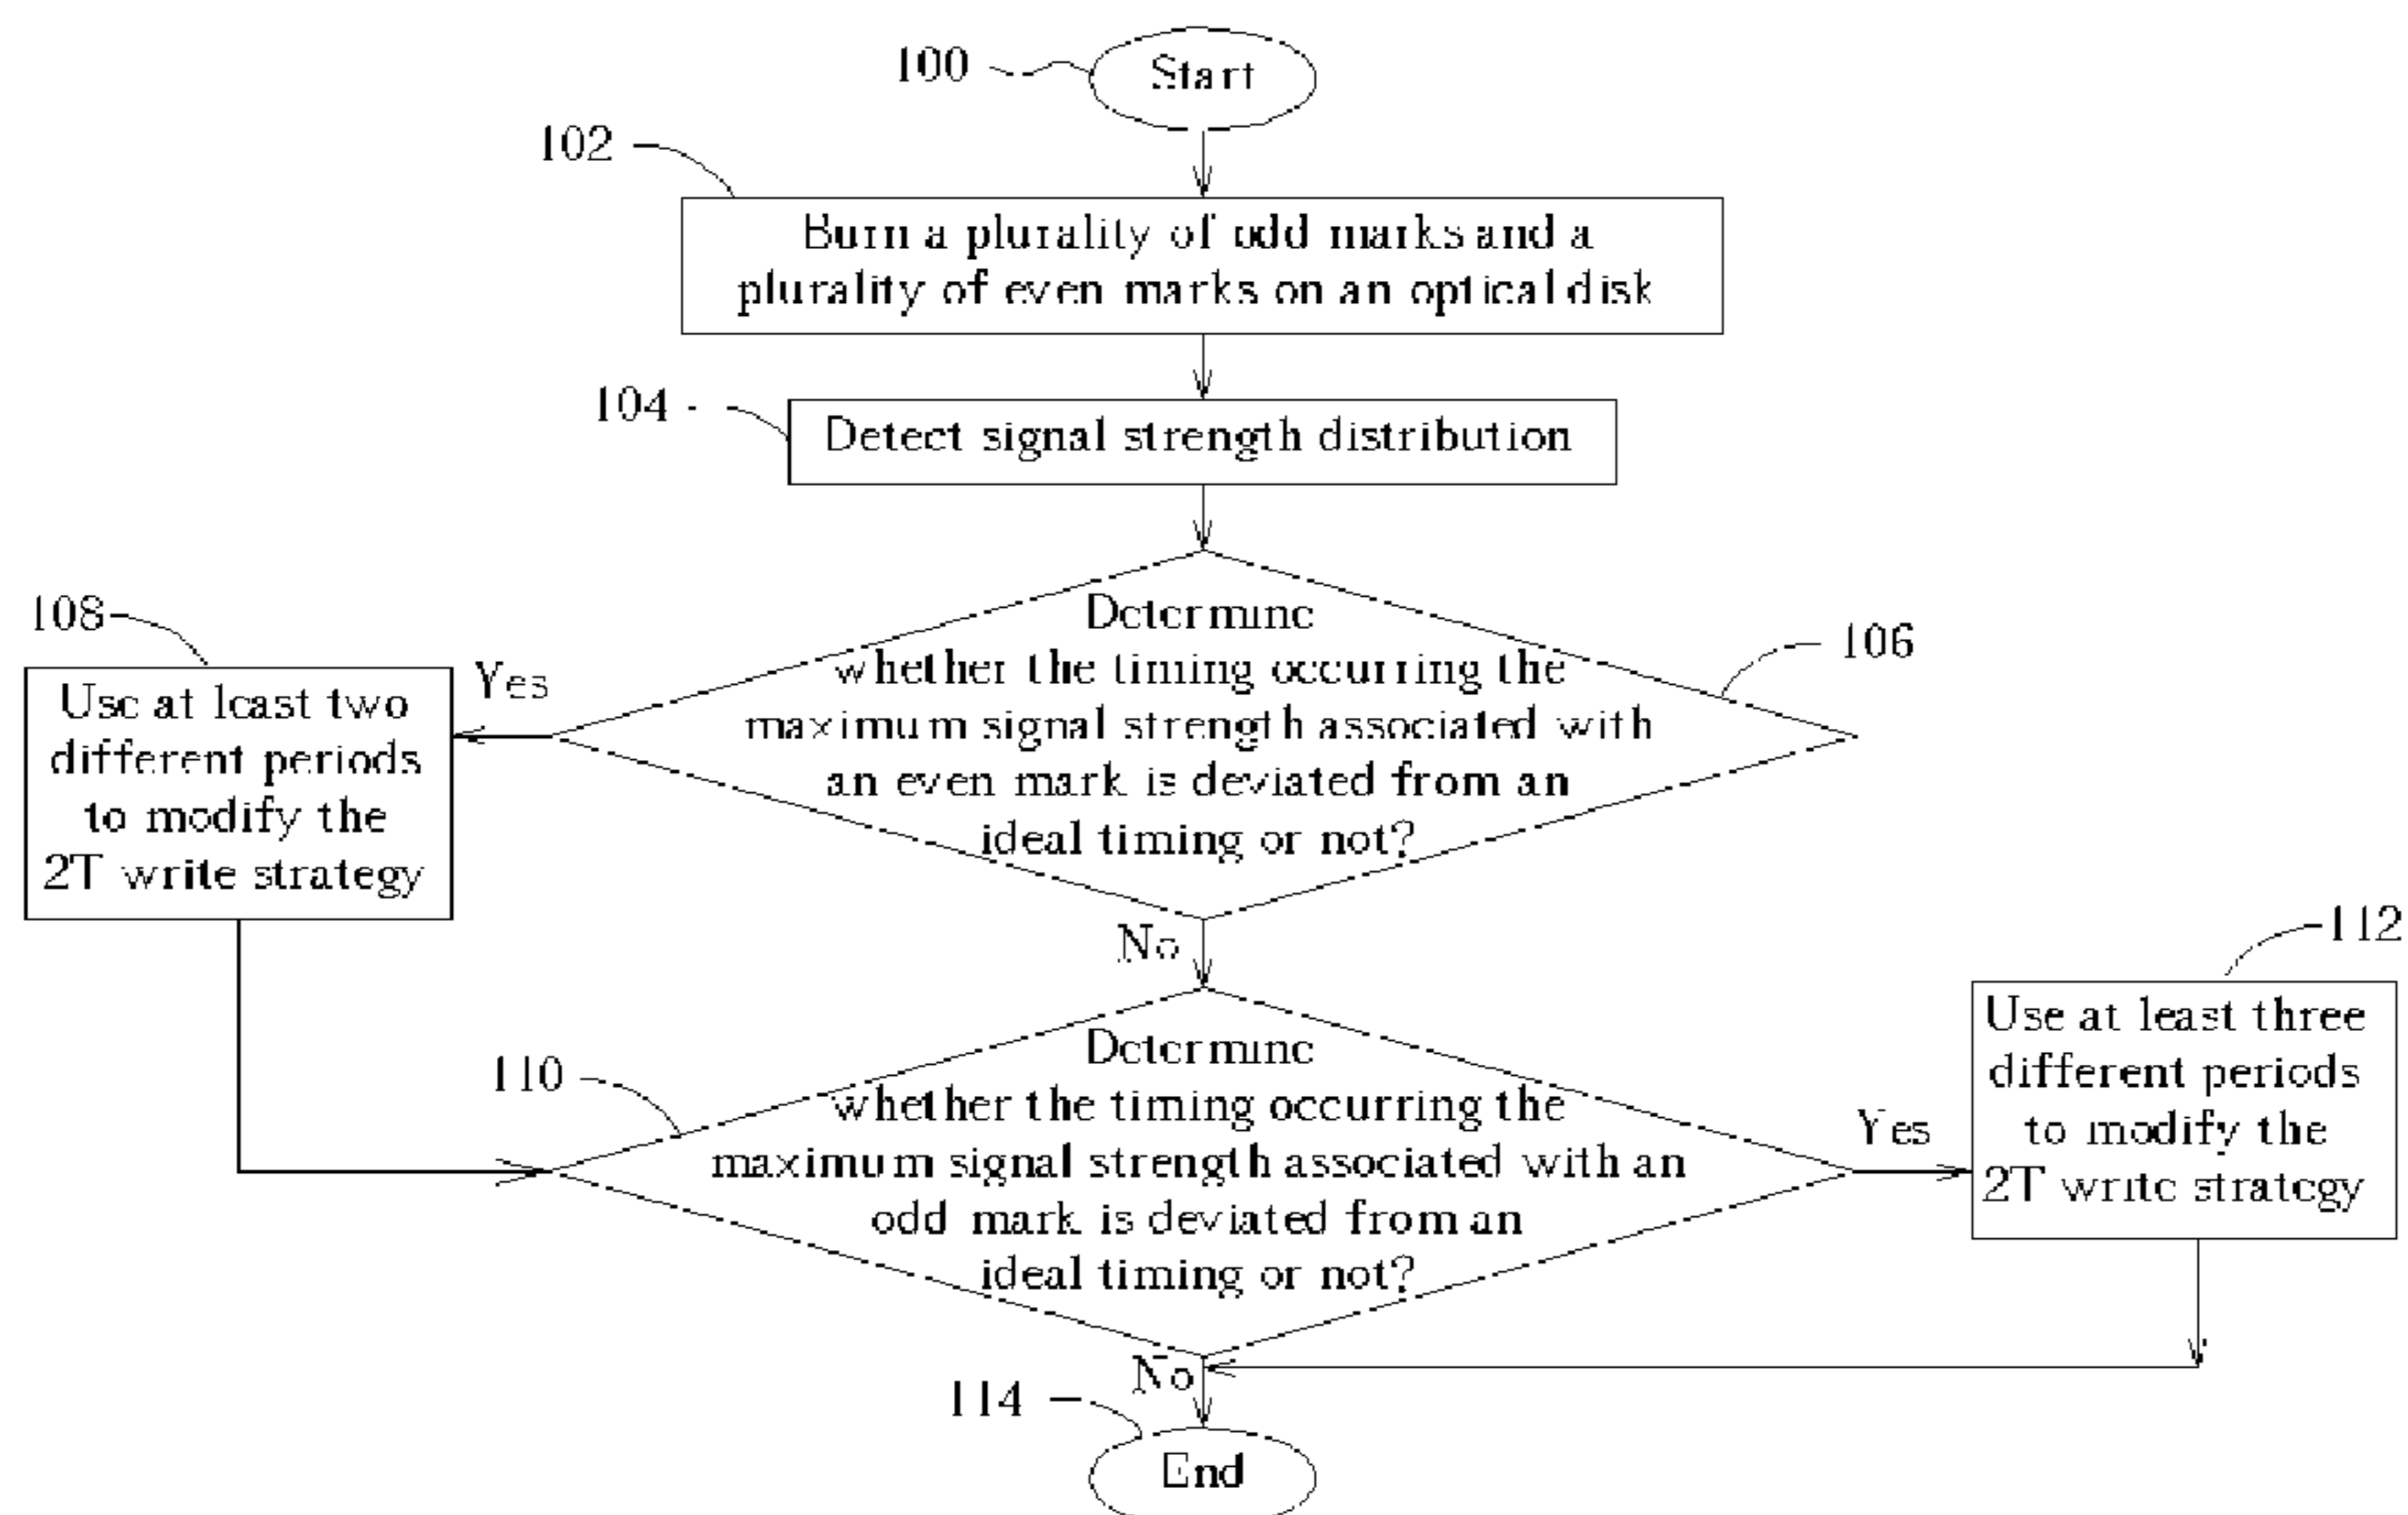 100
Start
102
Burn a plurality of odd marks and a
plurality of even marks on an optical disk
104
Detect signal strength distribution
106
Determine
whether the timing occurring the
maximum signal strength associated with
an even mark is deviated from an
ideal timing or not?
Yes
108
Use at least two
different periods
to modify the
2T write strategy
No
110
Determine
whether the timing occurring the
maximum signal strength associated with an
odd mark is deviated from an
ideal timing or not?
Yes
112
Use at least three
different periods
to modify the
2T write strategy
No
114
End